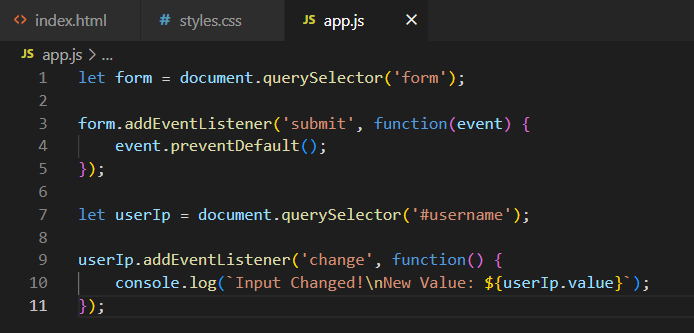 <> index.html # styles.css JS app.js ×
JS app.js > ...
1 let form = document.querySelector('form');
2
3 form.addEventListener('submit', function(event) {
4     event.preventDefault();
5 });
6
7 let userIp = document.querySelector('#username');
8
9 userIp.addEventListener('change', function() {
10     console.log(`Input Changed!\nNew Value: ${userIp.value}`);
11 });